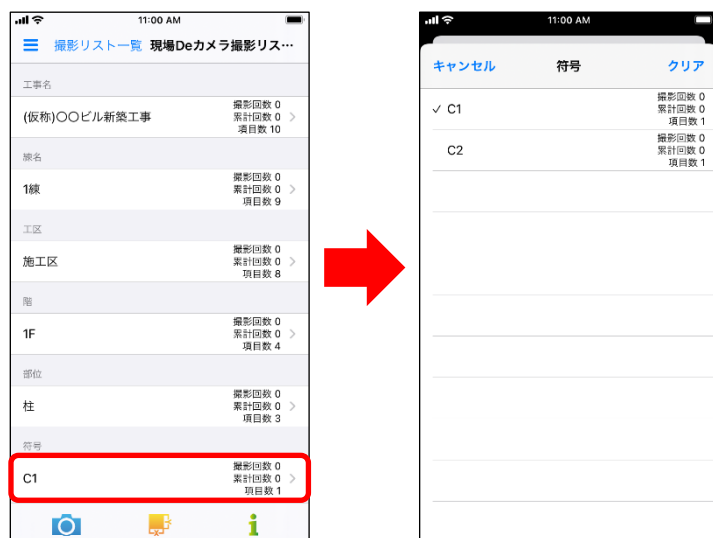 11:00 AM
撮影リスト一覧 現場Deカメラ撮影リス…
工事名
(仮称)〇〇ビル新築工事
撮影回数 0
累計回数 0
項目数 10
棟名
1棟
撮影回数 0
累計回数 0
項目数 9
工区
施工区
撮影回数 0
累計回数 0
項目数 8
階
1F
撮影回数 0
累計回数 0
項目数 4
部位
柱
撮影回数 0
累計回数 0
項目数 3
符号
C1
撮影回数 0
累計回数 0
項目数 1
11:00 AM
キャンセル 符号 クリア
✓ C1
撮影回数 0
累計回数 0
項目数 1
C2
撮影回数 0
累計回数 0
項目数 1